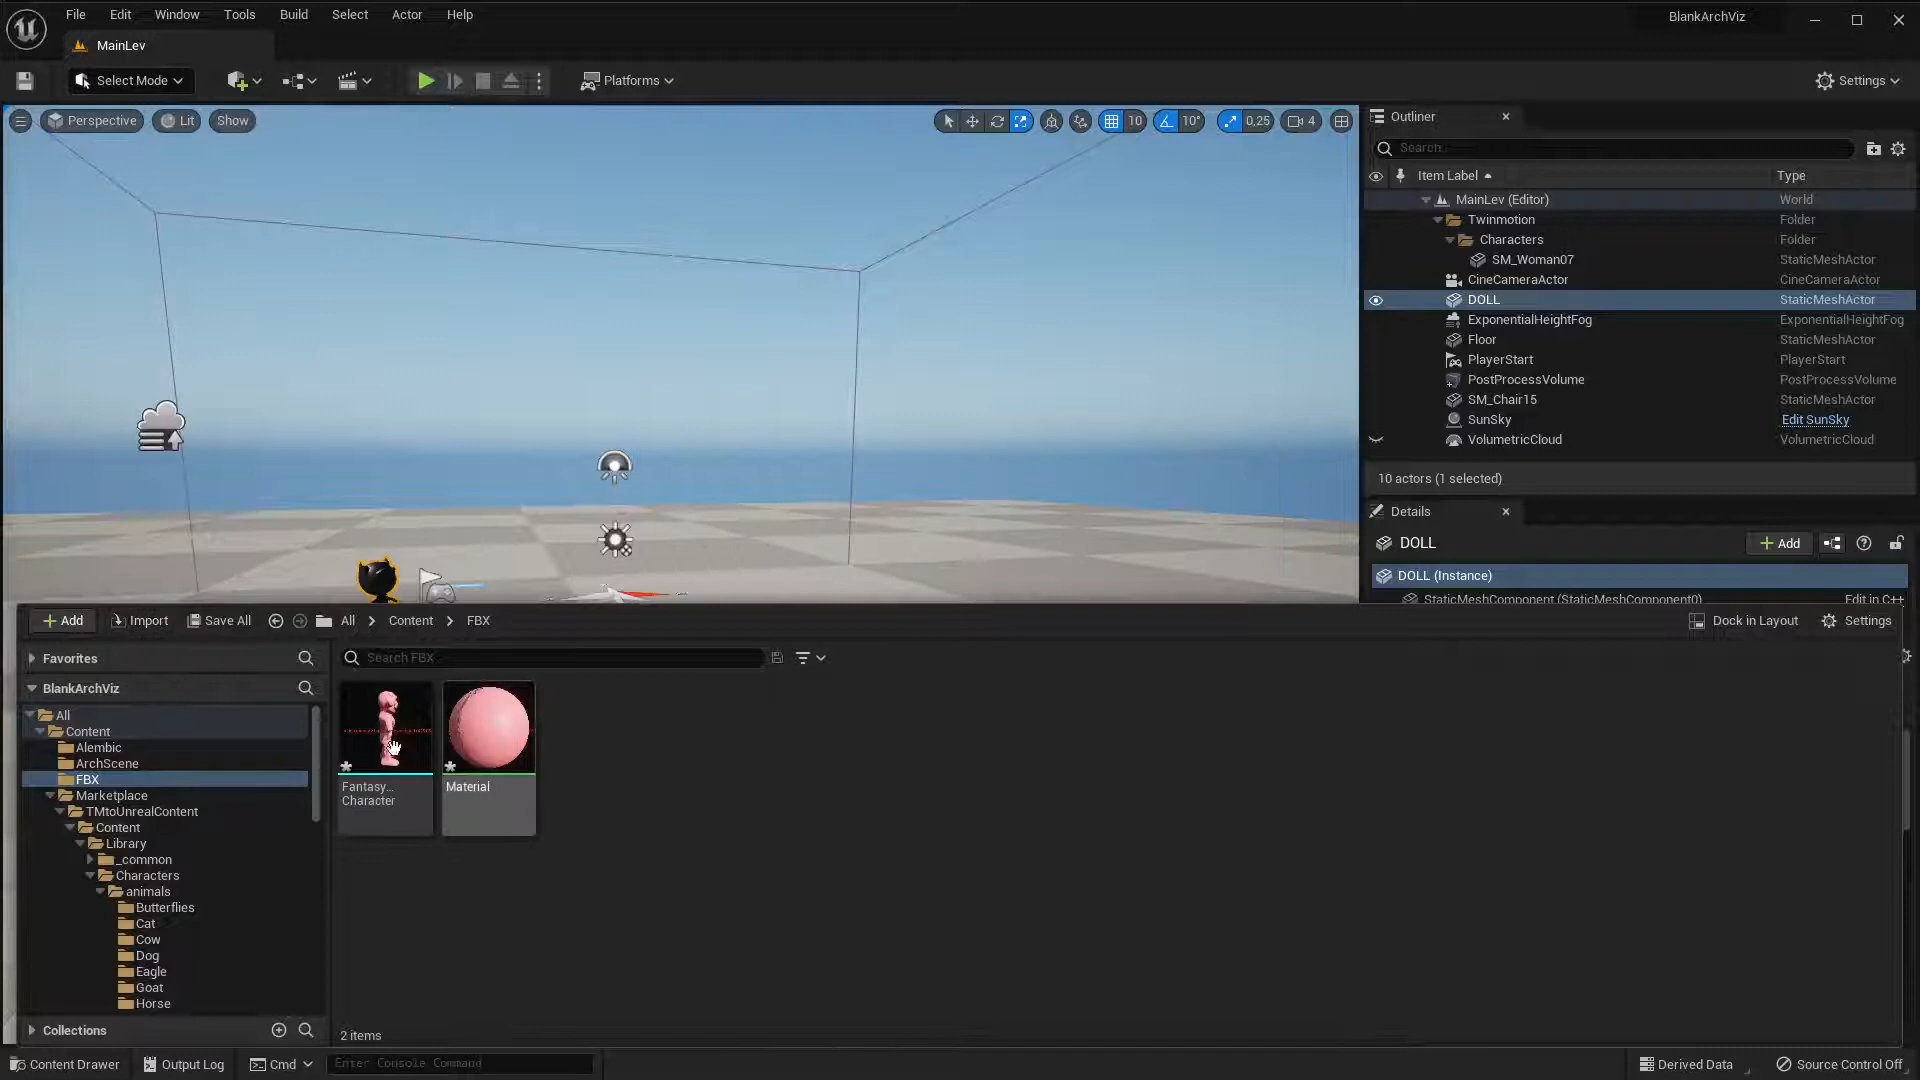 File Edit Window Tools Build Select Actor Help
BlankArchViz
MainLev
Select Mode
Platforms
Settings
Perspective Lit Show
10 10° 0,25 4
Outliner
Search...
Item Label Type
MainLev (Editor) World
Twinmotion Folder
Characters Folder
SM_Woman07 StaticMeshActor
CineCameraActor CineCameraActor
DOLL StaticMeshActor
ExponentialHeightFog ExponentialHeightFog
Floor StaticMeshActor
PlayerStart PlayerStart
PostProcessVolume PostProcessVolume
SM_Chair15 StaticMeshActor
SunSky Edit SunSky
VolumetricCloud VolumetricCloud
10 actors (1 selected)
Details
DOLL
Add
DOLL (Instance)
StaticMeshComponent (StaticMeshComponent0) Edit in C++
Add Import Save All All Content FBX
Dock in Layout Settings
Favorites
Search FBX
BlankArchViz
All
Content
Alembic
ArchScene
FBX
Marketplace
TMtoUnrealContent
Content
Library
_common
Characters
animals
Butterflies
Cat
Cow
Dog
Eagle
Goat
Horse
Fantasy...
Character
Material
Collections
2 items
Content Drawer Output Log Cmd Enter Console Command
Derived Data Source Control Off